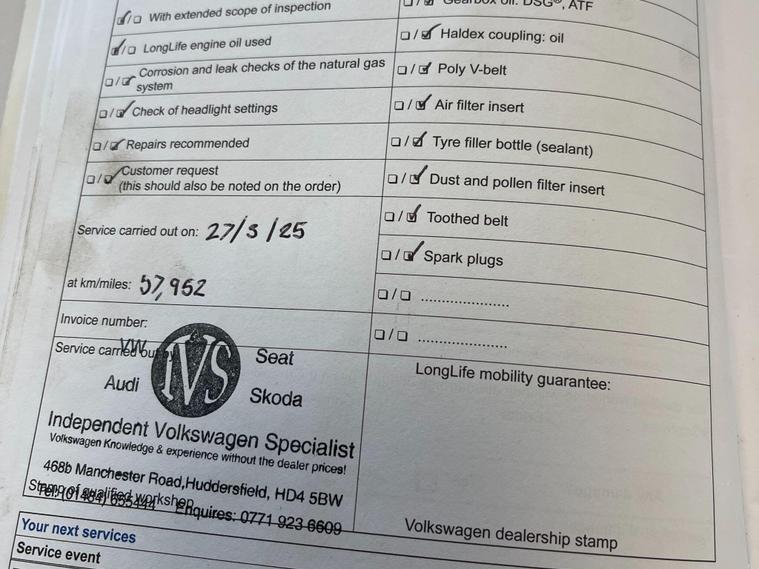 ☑/☐ With extended scope of inspection
☐/☑ Gearbox oil: DSG®, ATF
☑/☐ LongLife engine oil used
☐/☑ Haldex coupling: oil
☐/☑ Corrosion and leak checks of the natural gas
system
☐/☑ Poly V-belt
☐/☑ Check of headlight settings
☐/☑ Air filter insert
☐/☑ Repairs recommended
☐/☑ Tyre filler bottle (sealant)
☐/☑ Customer request
(this should also be noted on the order)
☐/☑ Dust and pollen filter insert
☐/☑ Toothed belt
Service carried out on: 27/3/25
☐/☑ Spark plugs
at km/miles: 57,952
☐/☐ ......................
Invoice number:
☐/☐ ......................
Service carried out by
VW
IVS
Seat
Audi
Skoda
LongLife mobility guarantee:
Independent Volkswagen Specialist
Volkswagen Knowledge & experience without the dealer prices!
468b Manchester Road, Huddersfield, HD4 5BW
Stamp of qualified workshop
Enquires: 0771 923 6609
Volkswagen dealership stamp
Your next services
Service event